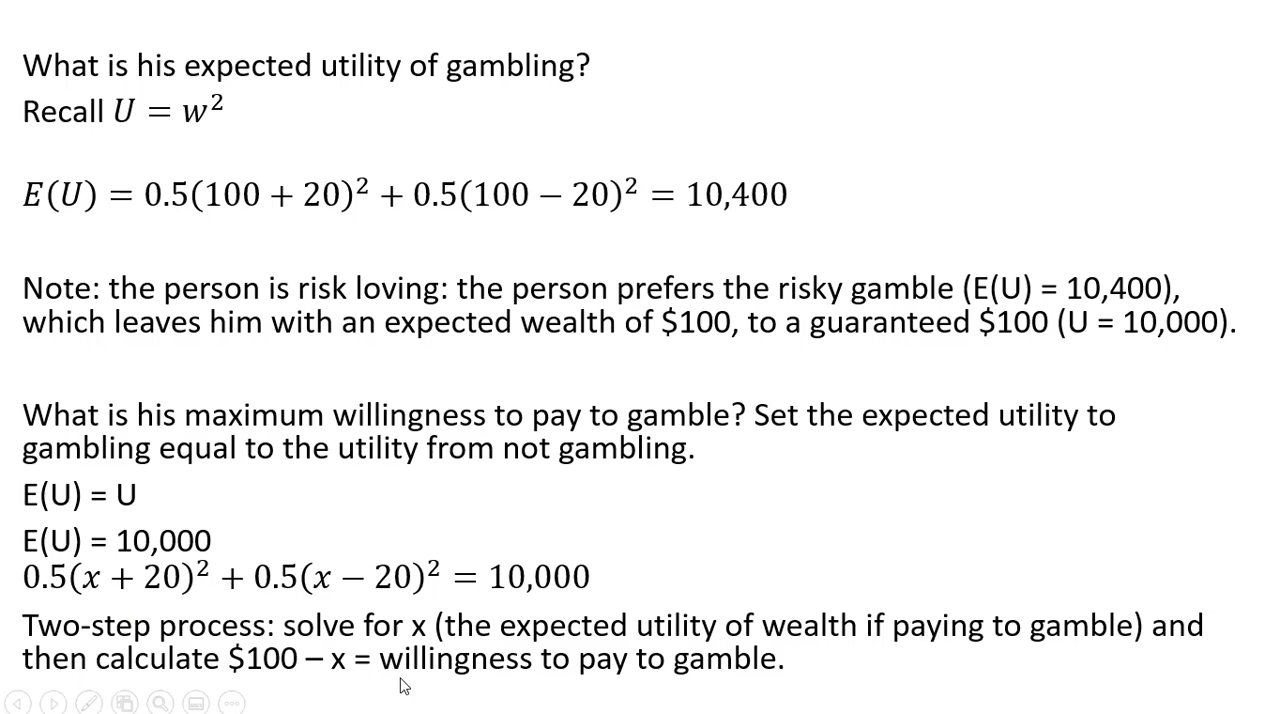 What is his expected utility of gambling?
Recall U = w²
E(U) = 0.5(100 + 20)² + 0.5(100 − 20)² = 10,400
Note: the person is risk loving: the person prefers the risky gamble (E(U) = 10,400),
which leaves him with an expected wealth of $100, to a guaranteed $100 (U = 10,000).
What is his maximum willingness to pay to gamble? Set the expected utility to
gambling equal to the utility from not gambling.
E(U) = U
E(U) = 10,000
0.5(x + 20)² + 0.5(x − 20)² = 10,000
Two-step process: solve for x (the expected utility of wealth if paying to gamble) and
then calculate $100 – x = willingness to pay to gamble.